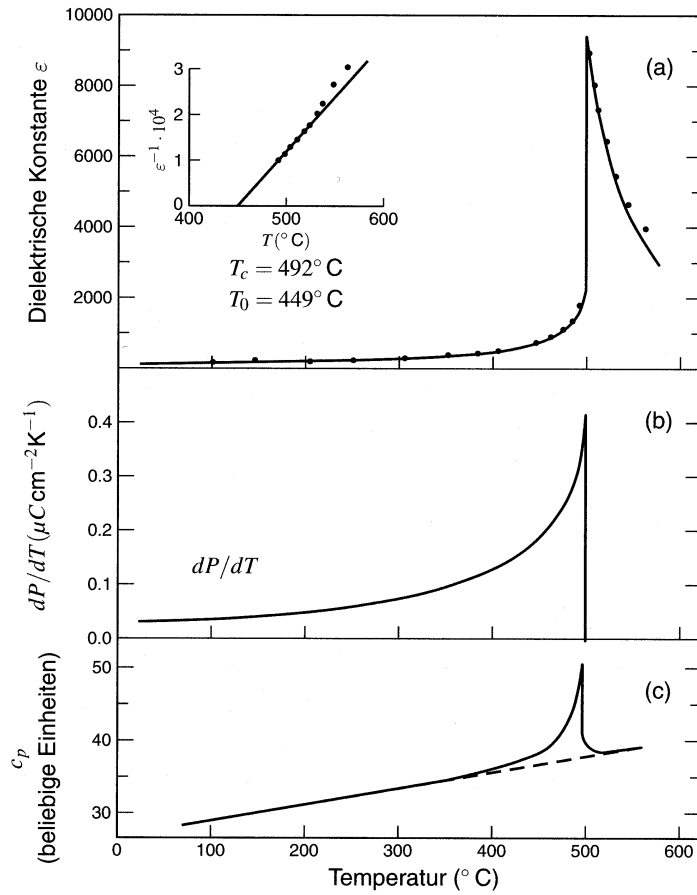 10000
8000
6000
4000
2000
Dielektrische Konstante ε
(a)
3
2
1
0
ε⁻¹·10⁴
400
500
600
T(° C)
T_c = 492° C
T_0 = 449° C
0.4
0.3
0.2
0.1
0.0
dP/dT(μC cm⁻²K⁻¹)
(b)
dP/dT
50
40
30
c_p
(beliebige Einheiten)
(c)
0
100
200
300
400
500
600
Temperatur (° C)